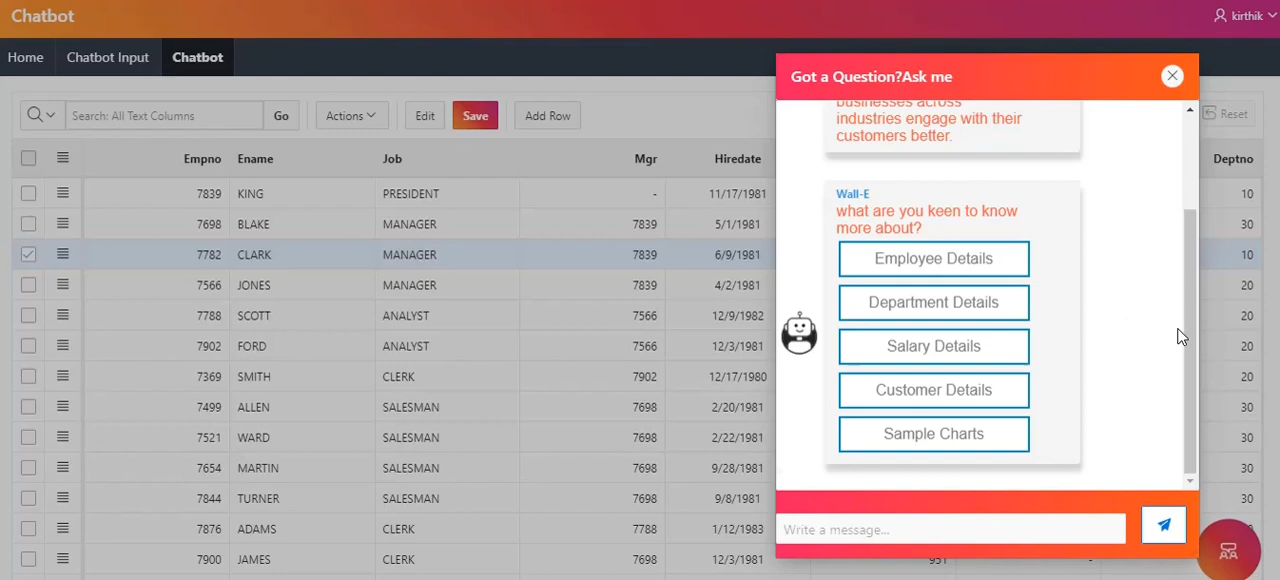 Chatbot
kirthik
Home Chatbot Input Chatbot
Search: All Text Columns Go Actions Edit Save Add Row Reset
Empno Ename Job Mgr Hiredate Deptno
7839 KING PRESIDENT - 11/17/1981 10
7698 BLAKE MANAGER 7839 5/1/1981 30
7782 CLARK MANAGER 7839 6/9/1981 10
7566 JONES MANAGER 7839 4/2/1981 20
7788 SCOTT ANALYST 7566 12/9/1982 20
7902 FORD ANALYST 7566 12/3/1981 20
7369 SMITH CLERK 7902 12/17/1980 20
7499 ALLEN SALESMAN 7698 2/20/1981 30
7521 WARD SALESMAN 7698 2/22/1981 30
7654 MARTIN SALESMAN 7698 9/28/1981 30
7844 TURNER SALESMAN 7698 9/8/1981 30
7876 ADAMS CLERK 7788 1/12/1983
7900 JAMES CLERK 7698 12/3/1981 951 -
Got a Question?Ask me
businesses across
industries engage with their
customers better.
Wall-E
what are you keen to know
more about?
Employee Details
Department Details
Salary Details
Customer Details
Sample Charts
Write a message...